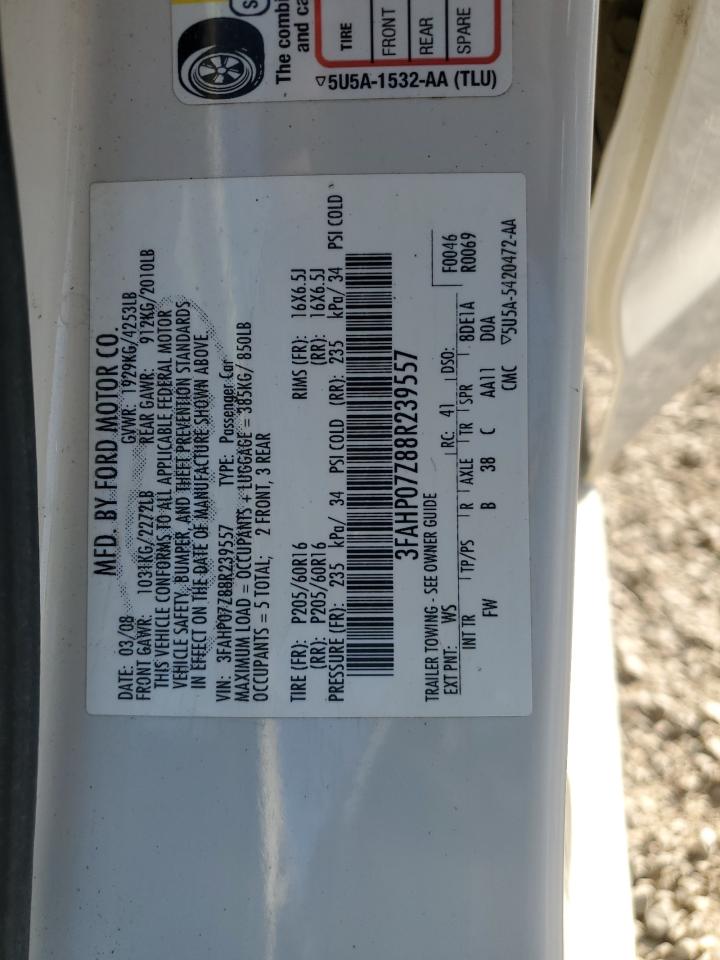 MFD. BY FORD MOTOR CO.
DATE: 03/08 GVWR: 1929KG/4253LB
FRONT GAWR: 1031KG/2272LB REAR GAWR: 912KG/2010LB
THIS VEHICLE CONFORMS TO ALL APPLICABLE FEDERAL MOTOR
VEHICLE SAFETY, BUMPER, AND THEFT PREVENTION STANDARDS
IN EFFECT ON THE DATE OF MANUFACTURE SHOWN ABOVE.
VIN: 3FAHP07Z88R239557 TYPE: Passenger Car
MAXIMUM LOAD = OCCUPANTS + LUGGAGE = 385KG/ 850LB
OCCUPANTS = 5 TOTAL; 2 FRONT, 3 REAR
TIRE (FR): P205/60R16 RIMS (FR): 16X6.5J
(RR): P205/60R16 (RR): 16X6.5J
PRESSURE (FR): 235 kPa/ 34 PSI COLD (RR): 235 kPa/ 34 PSI COLD
3FAHP07Z88R239557
TRAILER TOWING - SEE OWNER GUIDE F0046
R0069
EXT PNT: WS RC: 41 DSO: 8DE1A
INT TR TP/PS R AXLE TR SPR D0A
FW B 38 C AA11
CMC ▽5U5A-5420472-AA
The combi
and ca
TIRE
FRONT
REAR
SPARE
▽5U5A-1532-AA (TLU)